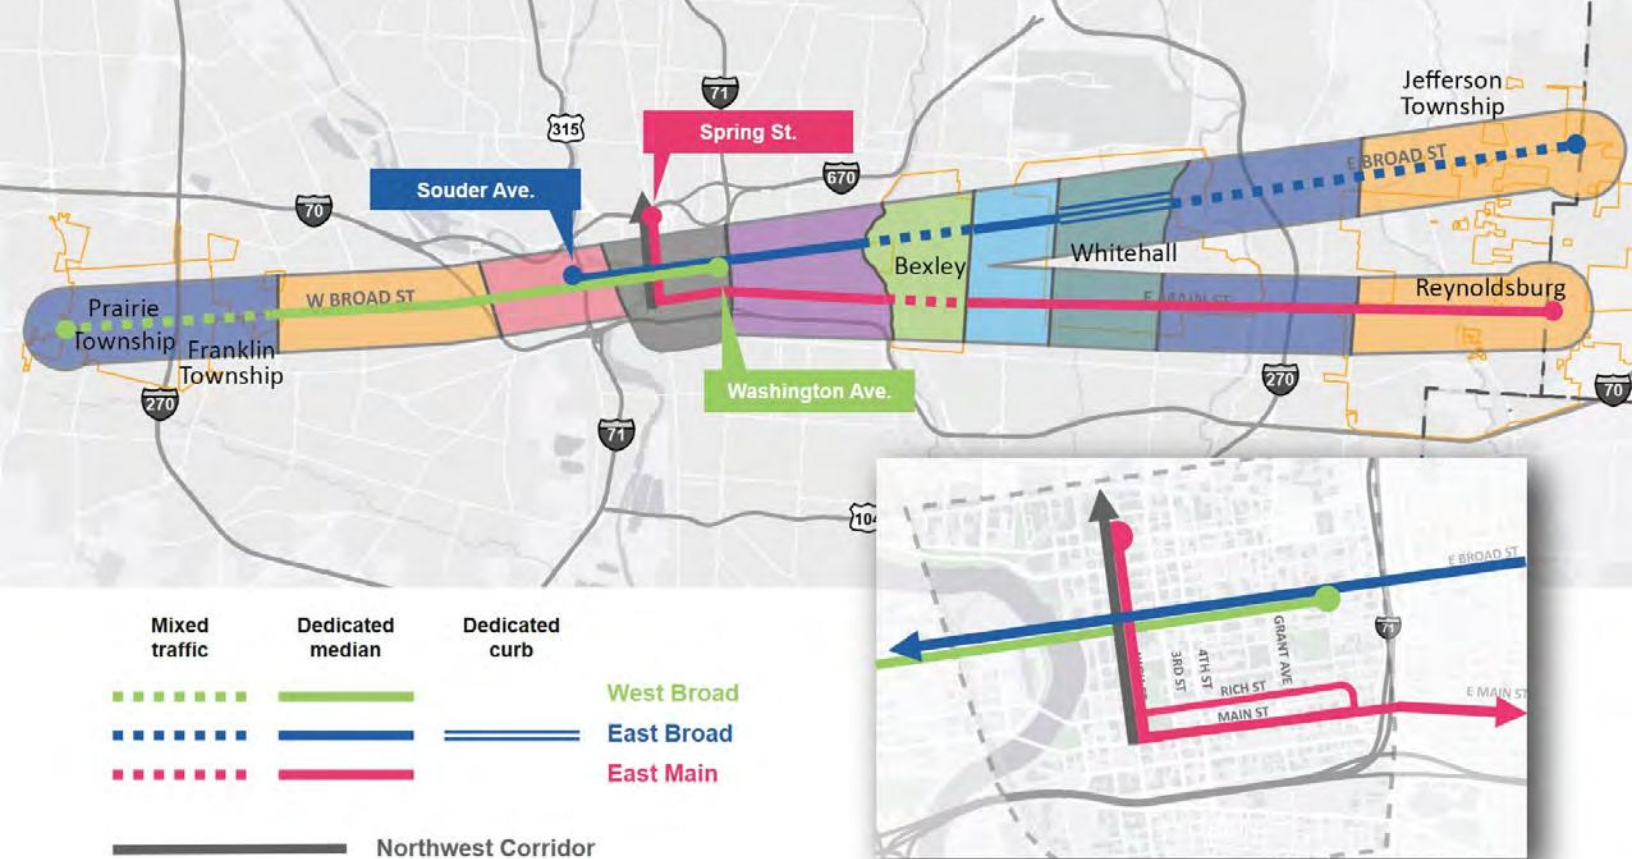 Jefferson
Township
71
315
Spring St.
E BROAD ST
670
Souder Ave.
70
Whitehall
Bexley
W BROAD ST
E MAIN ST
Reynoldsburg
Prairie
Township
Franklin
Township
270
270
70
Washington Ave.
71
104
E BROAD ST
71
GRANT AVE
3RD ST
4TH ST
RICH ST
MAIN ST
E MAIN ST
Mixed
traffic
Dedicated
median
Dedicated
curb
West Broad
East Broad
East Main
Northwest Corridor